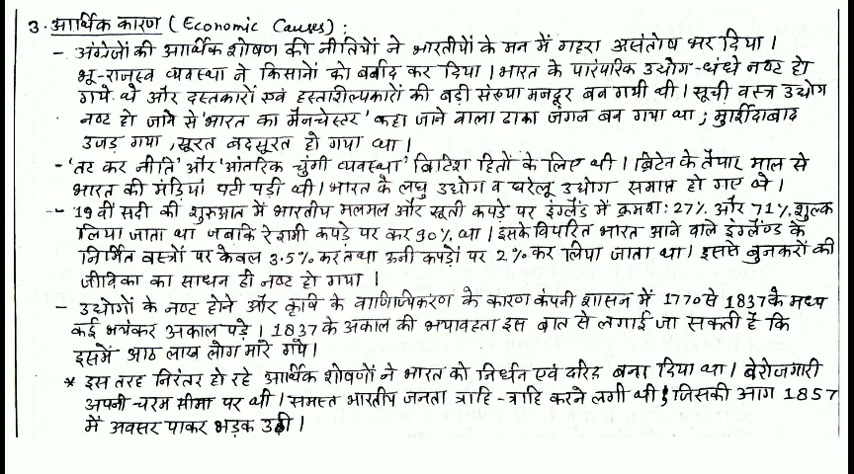 3. आर्थिक कारण (Economic Causes) :
- अंग्रेजों की आर्थिक शोषण की नीतियों ने भारतीयों के मन में गहरा असंतोष भर दिया।
भू-राजस्व व्यवस्था ने किसानों को बर्बाद कर दिया। भारत के पारंपरिक उद्योग-धंधे नष्ट हो
गये थे और दस्तकारों एवं हस्तशिल्पकारों की बड़ी संख्या मजदूर बन गयी थी। सूती वस्त्र उद्योग
नष्ट हो जाने से 'भारत का मैनचेस्टर' कहा जाने वाला ढाका जंगल बन गया था; मुर्शीदाबाद
उजड़ गया, सूरत बदसूरत हो गया था।
- 'तट कर नीति' और 'आंतरिक चुंगी व्यवस्था' ब्रिटिश हितों के लिए थी। ब्रिटेन के तैयार माल से
भारत की मंडियां पटी पड़ी थी। भारत के लघु उद्योग व घरेलू उद्योग समाप्त हो गए थे।
- 19 वीं सदी की शुरुआत में भारतीय मलमल और सूती कपड़े पर इंग्लैंड में क्रमश: 27% और 71% शुल्क
लिया जाता था जबकि रेशमी कपड़े पर कर 90% था। इसके विपरित भारत आने वाले इंग्लैण्ड के
निर्मित वस्त्रों पर केवल 3.5% कर तथा ऊनी कपड़ों पर 2% कर लिया जाता था। इससे बुनकरों की
जीविका का साधन ही नष्ट हो गया।
- उद्योगों के नष्ट होने और कृषि के वाणिज्यिकरण के कारण कंपनी शासन में 1770 से 1837 के मध्य
कई भयंकर अकाल पड़े। 1837 के अकाल की भयावहता इस बात से लगाई जा सकती है कि
इसमें आठ लाख लोग मारे गये।
* इस तरह निरंतर हो रहे आर्थिक शोषणों ने भारत को निर्धन एवं दरिद्र बना दिया था। बेरोजगारी
अपनी चरम सीमा पर थी। समस्त भारतीय जनता त्राहि-त्राहि करने लगी थी; जिसकी आग 1857
में अवसर पाकर भड़क उठी।